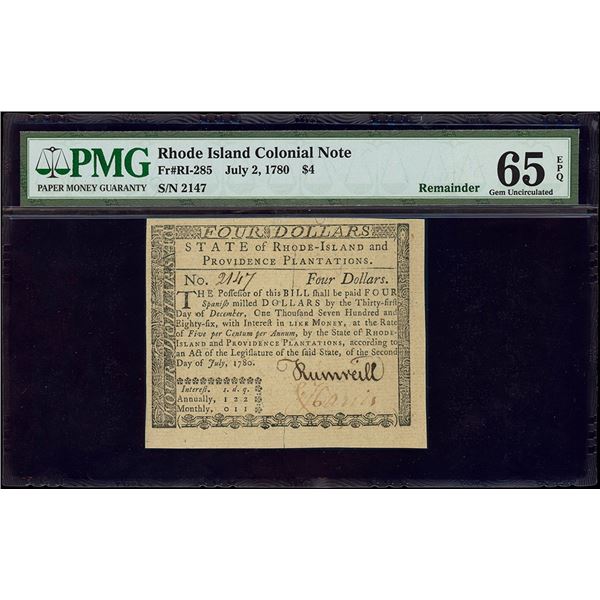 PMG
PAPER MONEY GUARANTY
Rhode Island Colonial Note
Fr#RI-285 July 2, 1780 $4
S/N 2147
Remainder
65 EPQ
Gem Uncirculated
FOUR DOLLARS
STATE of RHODE-ISLAND and
PROVIDENCE PLANTATIONS.
No. 2147 Four Dollars.
THE Possessor of this BILL shall be paid FOUR
Spanish milled DOLLARS by the Thirty-first
Day of December, One Thousand Seven Hundred and
Eighty-six, with Interest in LIKE MONEY, at the Rate
of Five per Centum per Annum, by the State of RHODE-
ISLAND and PROVIDENCE PLANTATIONS, according to
an Act of the Legislature of the said State, of the Second
Day of July, 1780.
Interest. s. d. q.
Annually, 1 2 2
Monthly, 0 1 1
Rumreill
FOUR DOLLARS